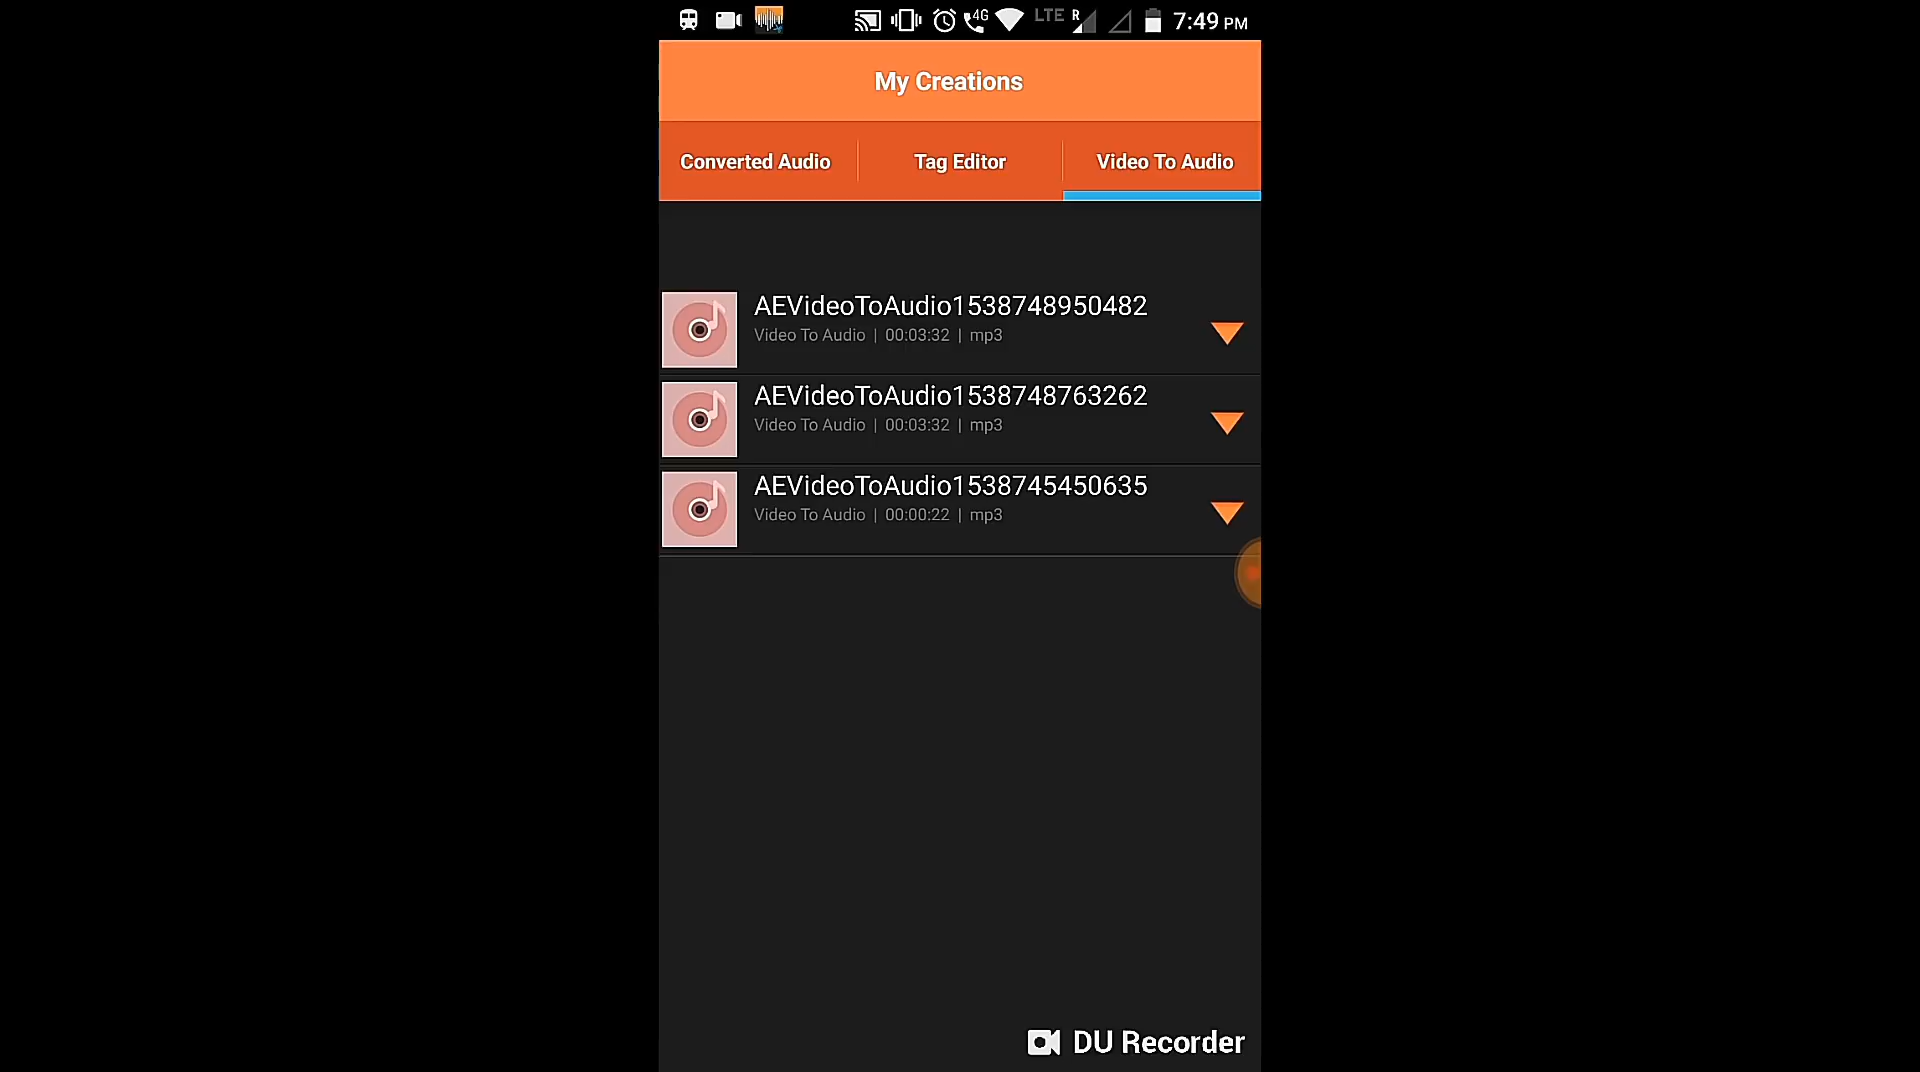 4G LTE R 7:49 PM
My Creations
Converted Audio Tag Editor Video To Audio
AEVideoToAudio1538748950482
Video To Audio | 00:03:32 | mp3
AEVideoToAudio1538748763262
Video To Audio | 00:03:32 | mp3
AEVideoToAudio1538745450635
Video To Audio | 00:00:22 | mp3
DU Recorder